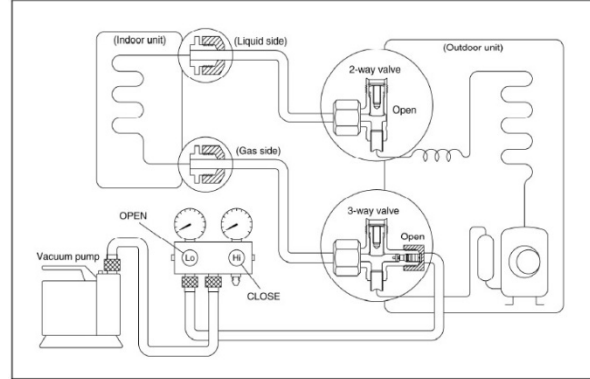 (Indoor unit)
(Liquid side)
(Outdoor unit)
2-way valve
Open
(Gas side)
3-way valve
Open
OPEN
Lo
Hi
CLOSE
Vacuum pump